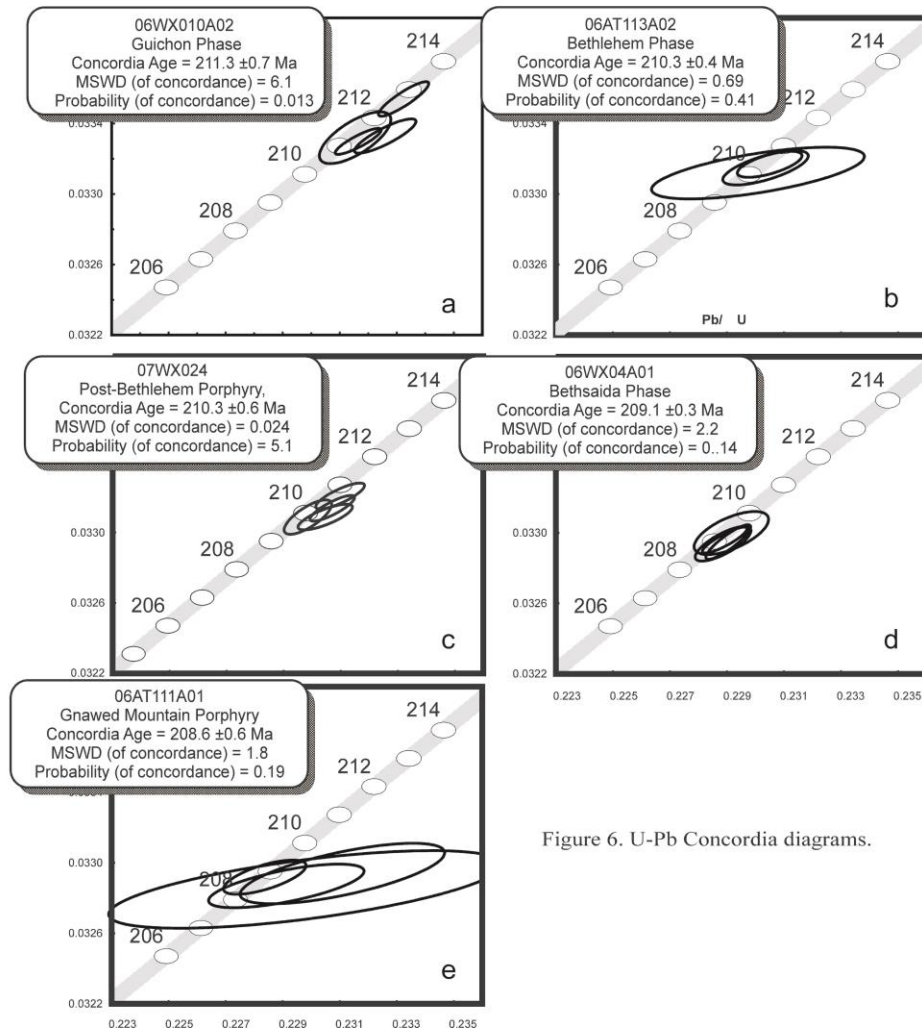 06WX010A02
Guichon Phase
Concordia Age = 211.3 ±0.7 Ma
MSWD (of concordance) = 6.1
Probability (of concordance) = 0.013
214
212
210
208
206
0.0334
0.0330
0.0326
0.0322
a
06AT113A02
Bethlehem Phase
Concordia Age = 210.3 ±0.4 Ma
MSWD (of concordance) = 0.69
Probability (of concordance) = 0.41
214
212
210
208
206
0.0334
0.0330
0.0326
0.0322
Pb/ U
b
07WX024
Post-Bethlehem Porphyry,
Concordia Age = 210.3 ±0.6 Ma
MSWD (of concordance) = 0.024
Probability (of concordance) = 5.1
214
212
210
208
206
0.0330
0.0326
0.0322
c
06WX04A01
Bethsaida Phase
Concordia Age = 209.1 ±0.3 Ma
MSWD (of concordance) = 2.2
Probability (of concordance) = 0..14
214
212
210
208
206
0.0330
0.0326
0.0322
d
0.223 0.225 0.227 0.229 0.231 0.233 0.235
06AT111A01
Gnawed Mountain Porphyry
Concordia Age = 208.6 ±0.6 Ma
MSWD (of concordance) = 1.8
Probability (of concordance) = 0.19
214
212
210
208
206
0.0330
0.0326
0.0322
e
0.223 0.225 0.227 0.229 0.231 0.233 0.235
Figure 6. U-Pb Concordia diagrams.